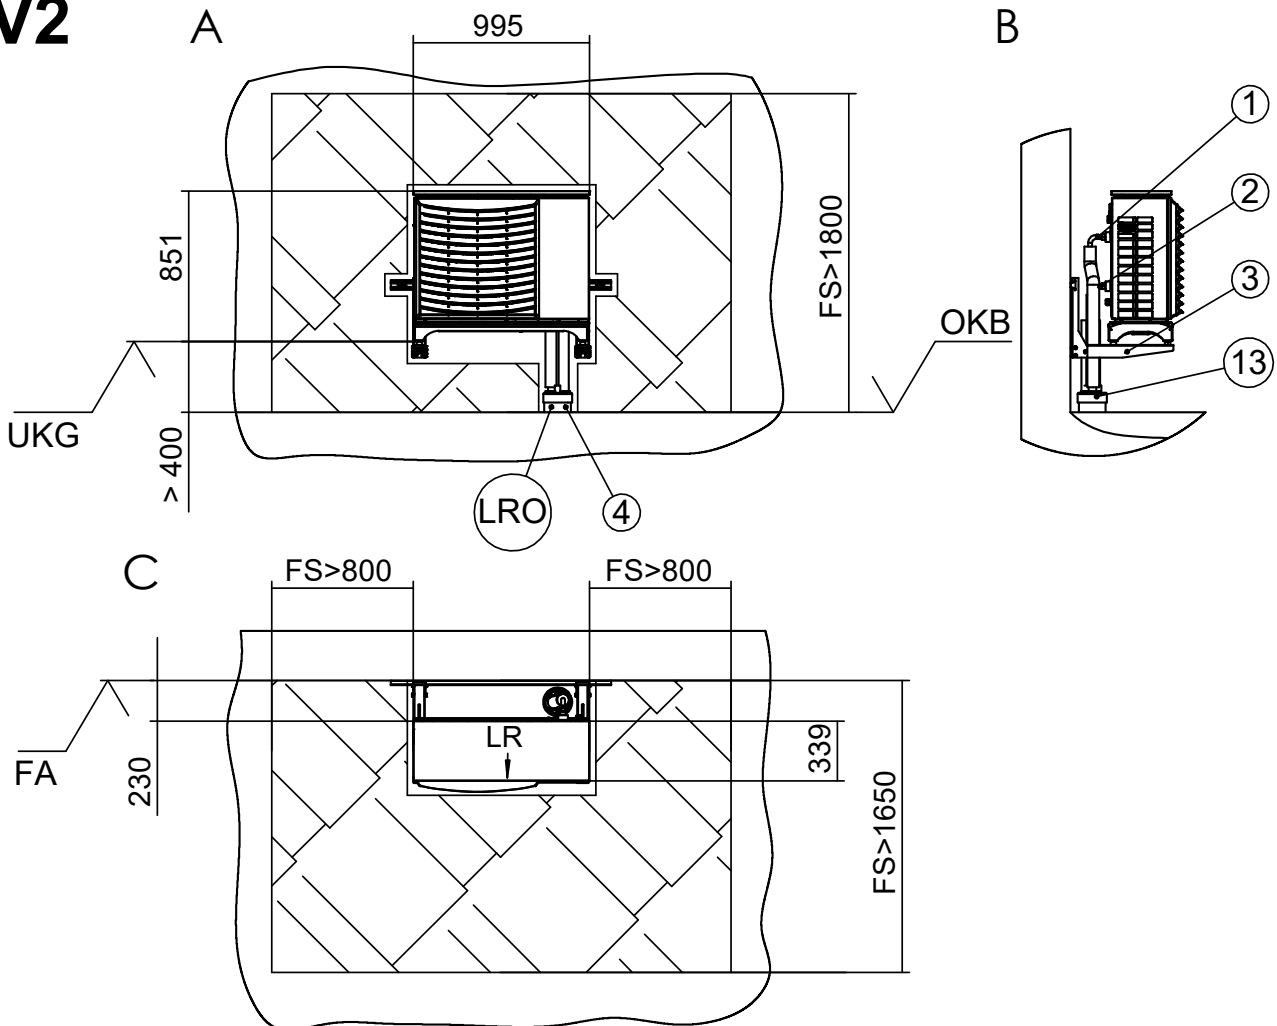 V2
A
B
995
1
2
3
13
851
FS>1800
OKB
UKG
> 400
LRO
4
C
FS>800
FS>800
LR
FA
230
339
FS>1650